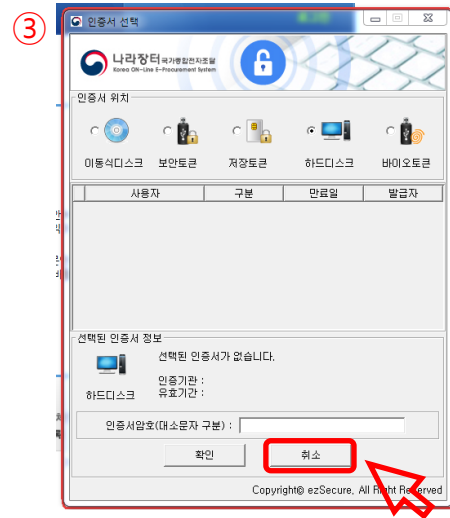 ③
인증서 선택
나라장터 국가종합전자조달
Korea ON-Line E-Procurement System
인증서 위치
이동식디스크 보안토큰 저장토큰 하드디스크 바이오토큰
사용자 구분 만료일 발급자
선택된 인증서 정보
선택된 인증서가 없습니다.
인증기관 :
하드디스크 유효기간 :
인증서암호(대소문자 구분) :
확인 취소
Copyright© ezSecure, All Right Reserved